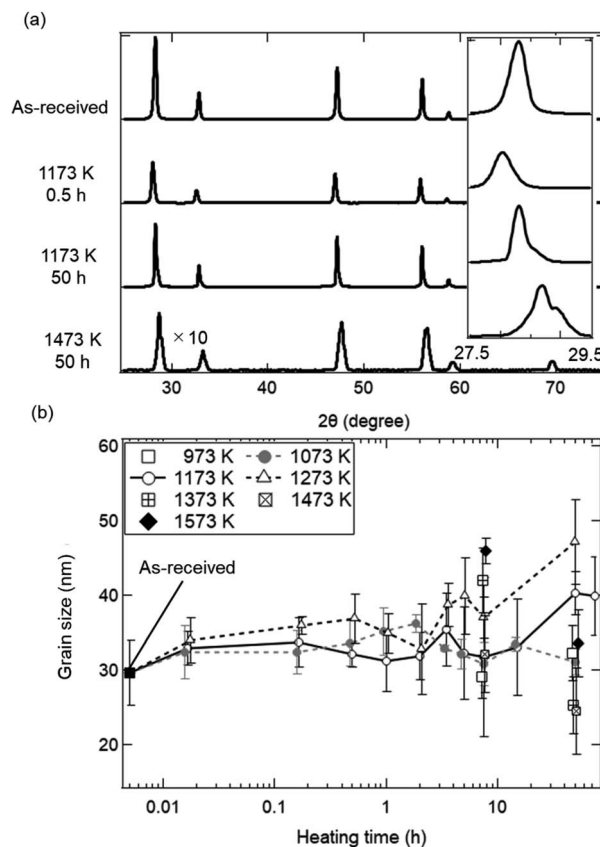 (a)
As-received
1173 K
0.5 h
1173 K
50 h
1473 K
50 h
× 10
27.5 29.5
30 40 50 60 70
2θ (degree)
(b)
60
50
40
30
20
Grain size (nm)
973 K 1073 K
1173 K 1273 K
1373 K 1473 K
1573 K
As-received
0.01 0.1 1 10
Heating time (h)